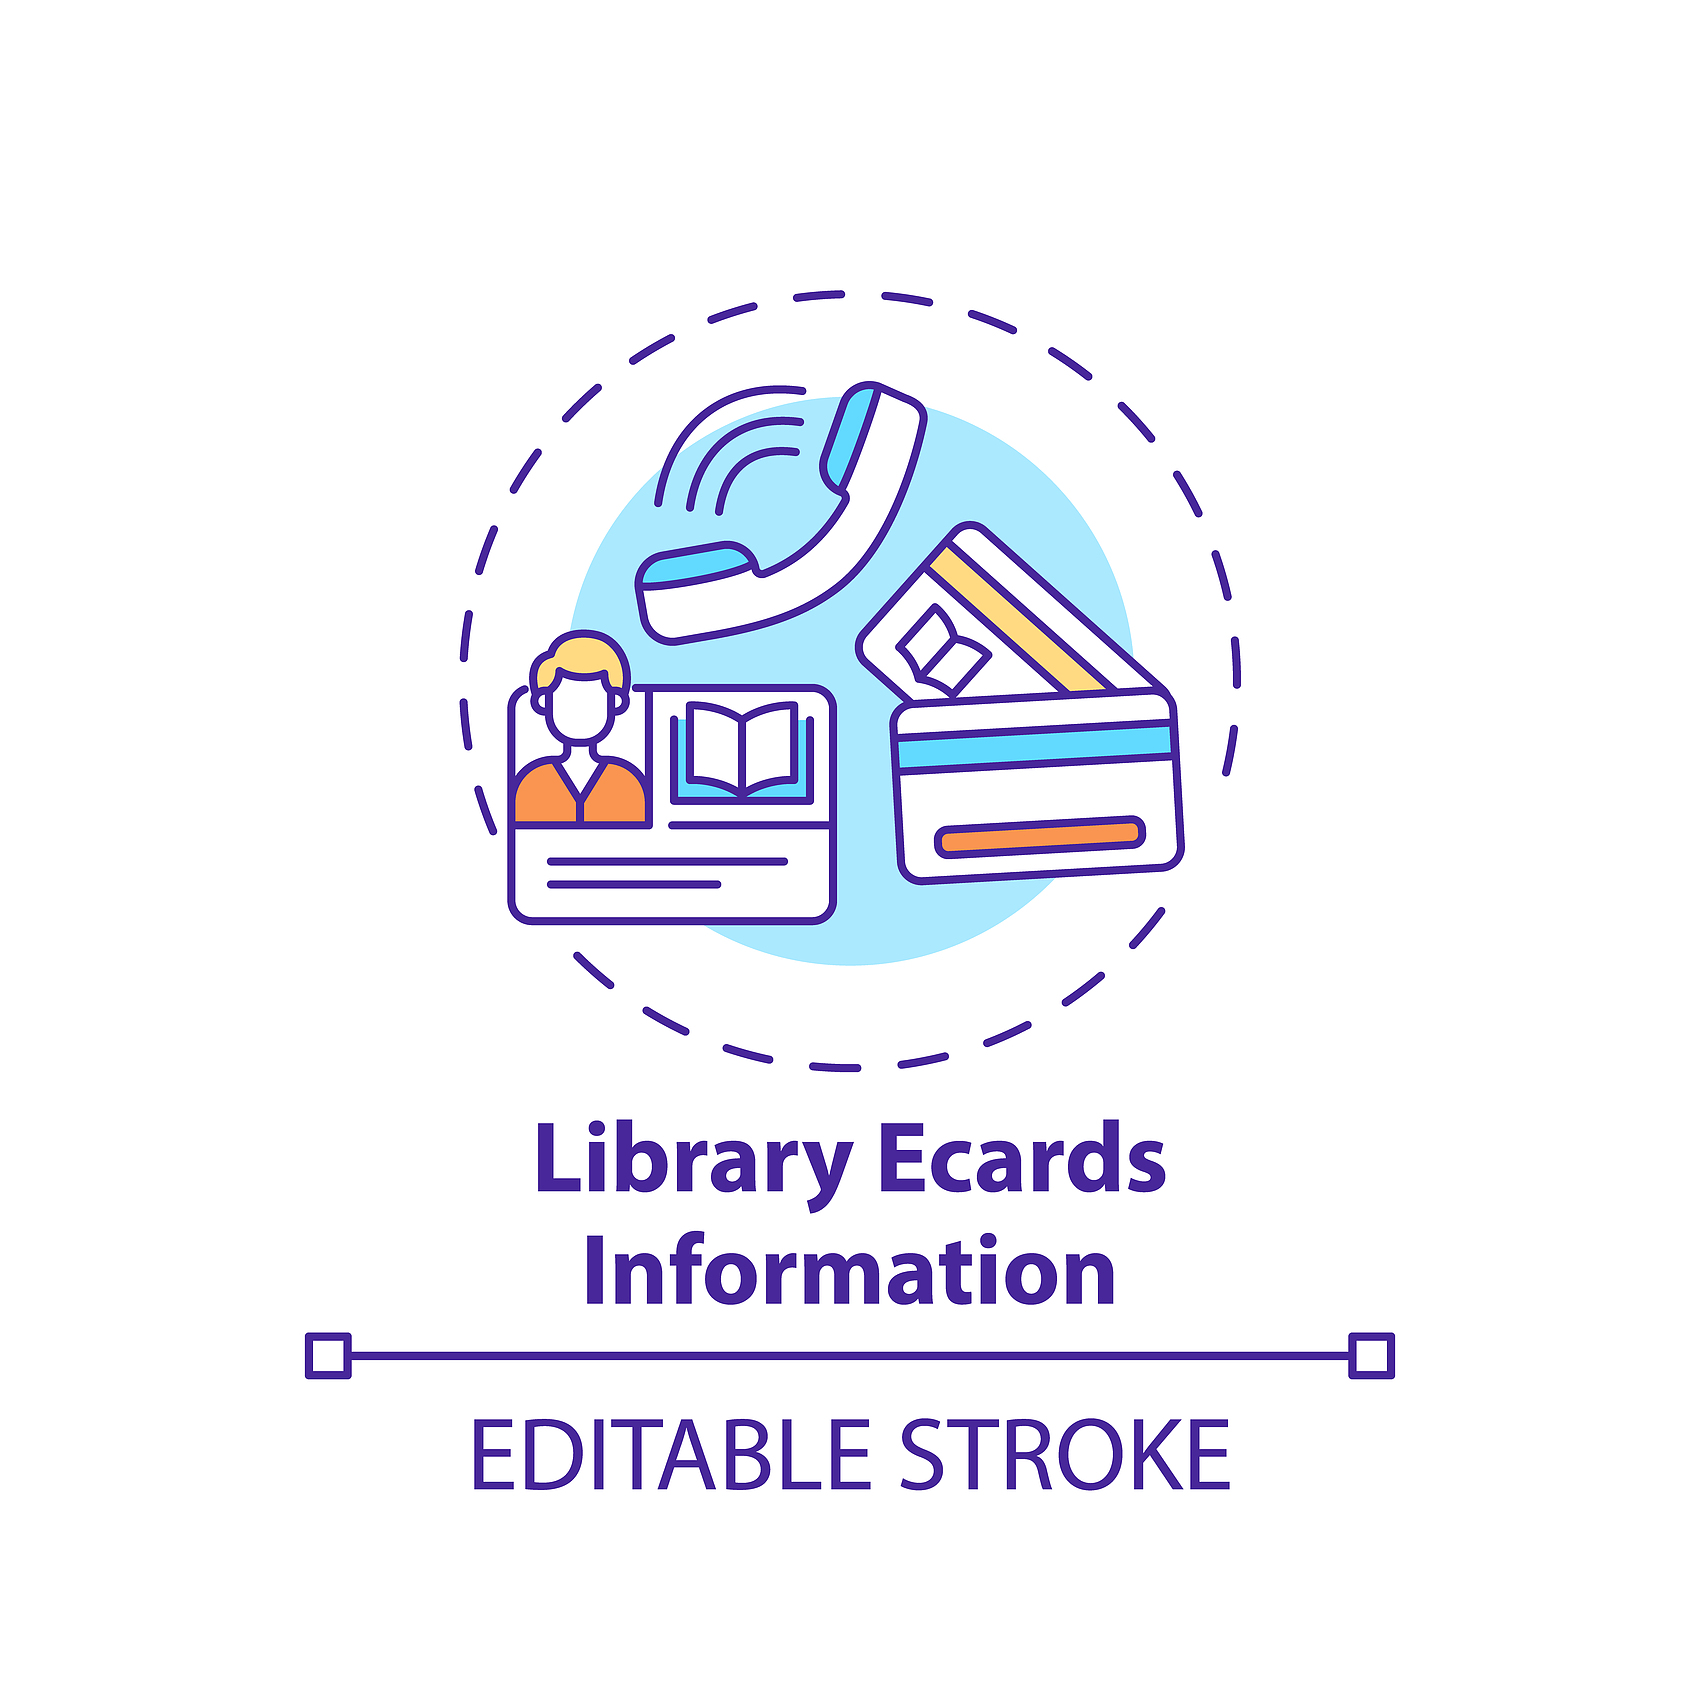 Library Ecards
Information
EDITABLE STROKE